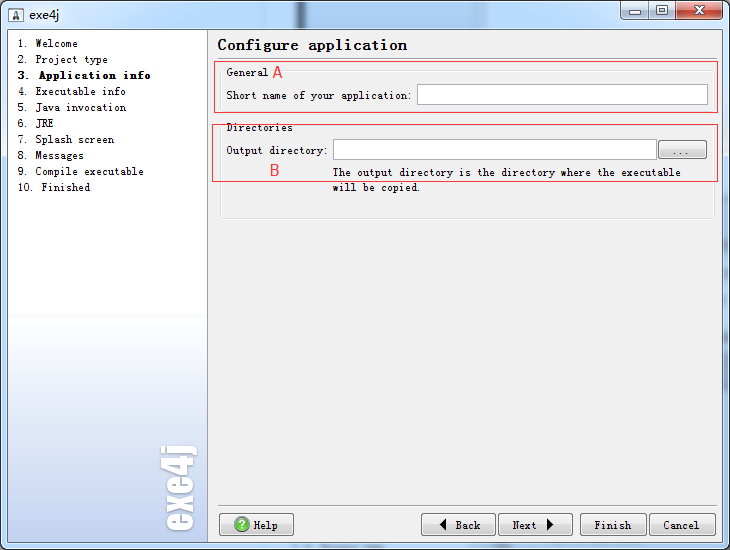 exe4j
1. Welcome
2. Project type
3. Application info
4. Executable info
5. Java invocation
6. JRE
7. Splash screen
8. Messages
9. Compile executable
10. Finished
exe4j
Configure application
General A
Short name of your application:
Directories
Output directory: ...
B
The output directory is the directory where the executable
will be copied.
Help Back Next Finish Cancel